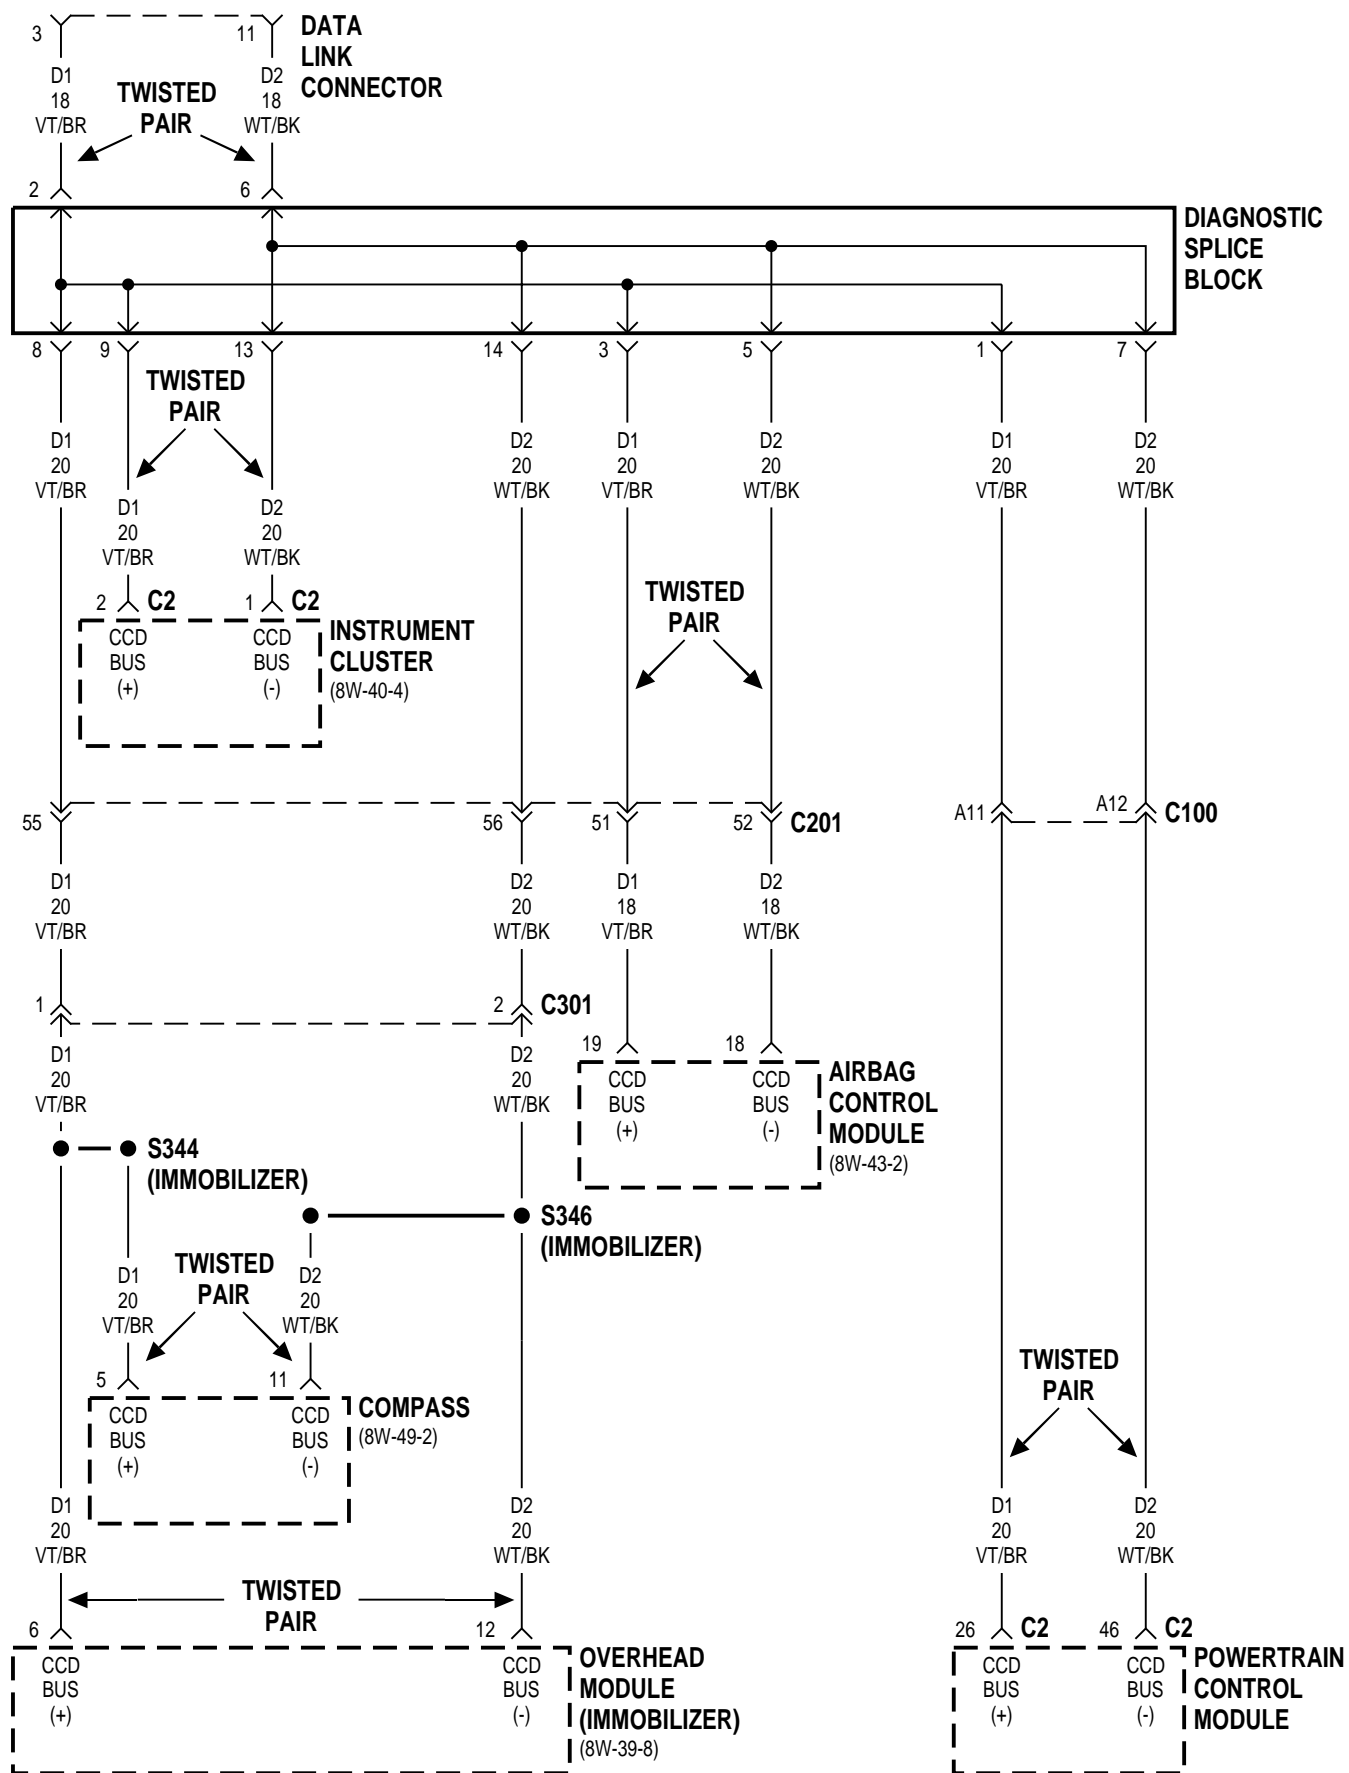 3
11
DATA
LINK
CONNECTOR
D1
18
VT/BR
D2
18
WT/BK
TWISTED
PAIR
2
6
DIAGNOSTIC
SPLICE
BLOCK
8
9
13
14
3
5
1
7
TWISTED
PAIR
D1
20
VT/BR
D2
20
WT/BK
D1
20
VT/BR
D2
20
WT/BK
D1
20
VT/BR
D2
20
WT/BK
D1
20
VT/BR
D2
20
WT/BK
2
C2
1
C2
CCD
BUS
(+)
CCD
BUS
(-)
INSTRUMENT
CLUSTER
(8W-40-4)
TWISTED
PAIR
55
56
51
52
C201
A11
A12
C100
D1
20
VT/BR
D2
20
WT/BK
D1
18
VT/BR
D2
18
WT/BK
1
2
C301
D1
20
VT/BR
D2
20
WT/BK
19
18
CCD
BUS
(+)
CCD
BUS
(-)
AIRBAG
CONTROL
MODULE
(8W-43-2)
S344
(IMMOBILIZER)
S346
(IMMOBILIZER)
TWISTED
PAIR
D1
20
VT/BR
D2
20
WT/BK
5
11
CCD
BUS
(+)
CCD
BUS
(-)
COMPASS
(8W-49-2)
TWISTED
PAIR
D1
20
VT/BR
D2
20
WT/BK
D1
20
VT/BR
D2
20
WT/BK
TWISTED
PAIR
6
12
CCD
BUS
(+)
CCD
BUS
(-)
OVERHEAD
MODULE
(IMMOBILIZER)
(8W-39-8)
26
C2
46
C2
CCD
BUS
(+)
CCD
BUS
(-)
POWERTRAIN
CONTROL
MODULE